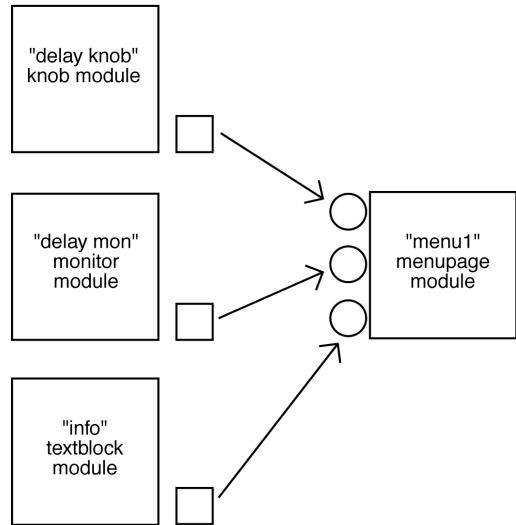 "delay knob"
knob module
"delay mon"
monitor
module
"menu1"
menupage
module
"info"
textblock
module